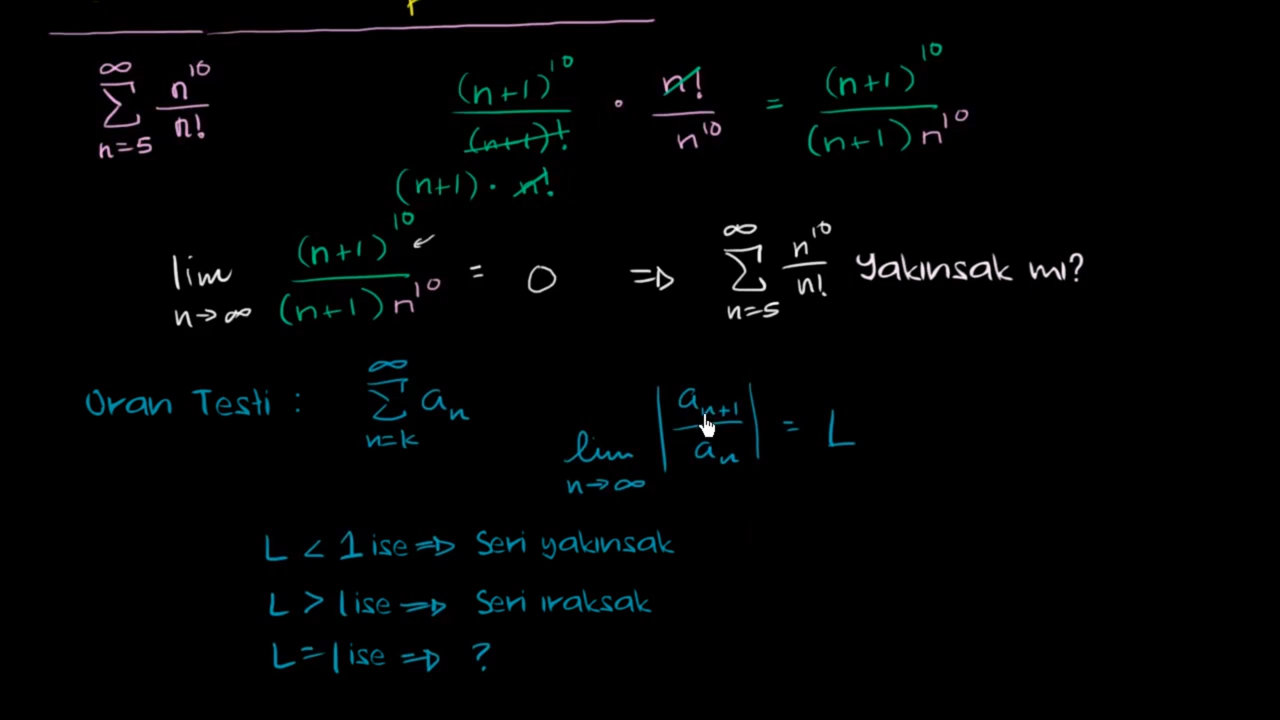 ∞ ∑ n=5 n^10 / n! (n+1)^10 / (n+1)! · n! / n^10 = (n+1)^10 / (n+1) n^10
(n+1) · n!
lim n→∞ (n+1)^10 / (n+1) n^10 = 0 ⇒ ∞ ∑ n=5 n^10 / n! Yakınsak mı?
Oran Testi : ∞ ∑ n=k a_n lim n→∞ | a_n+1 / a_n | = L
L < 1 ise ⇒ Seri yakınsak
L > 1 ise ⇒ Seri ıraksak
L = 1 ise ⇒ ?